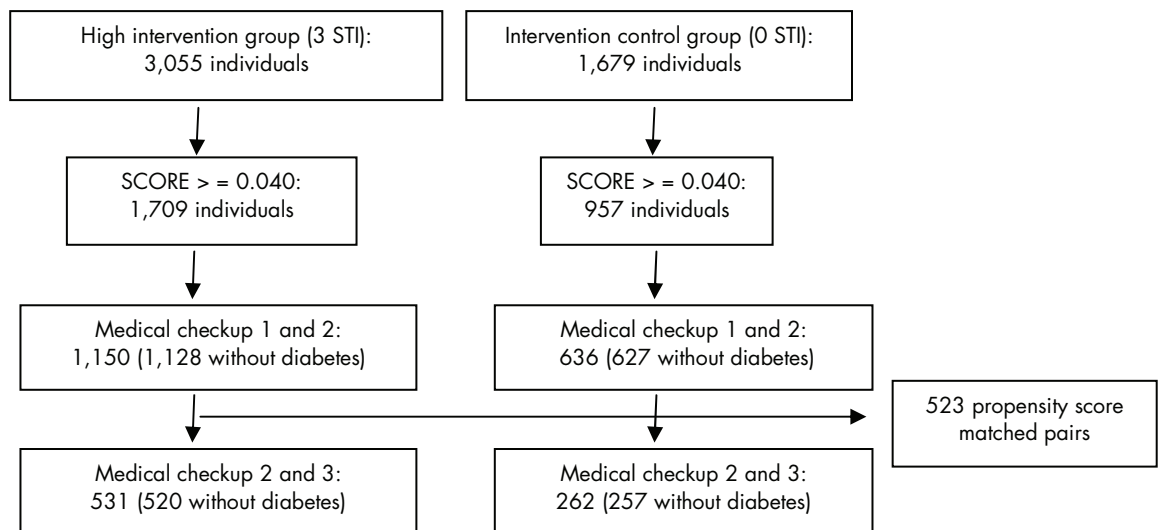 High intervention group (3 STI):
3,055 individuals
Intervention control group (0 STI):
1,679 individuals
SCORE > = 0.040:
1,709 individuals
SCORE > = 0.040:
957 individuals
Medical checkup 1 and 2:
1,150 (1,128 without diabetes)
Medical checkup 1 and 2:
636 (627 without diabetes)
523 propensity score
matched pairs
Medical checkup 2 and 3:
531 (520 without diabetes)
Medical checkup 2 and 3:
262 (257 without diabetes)